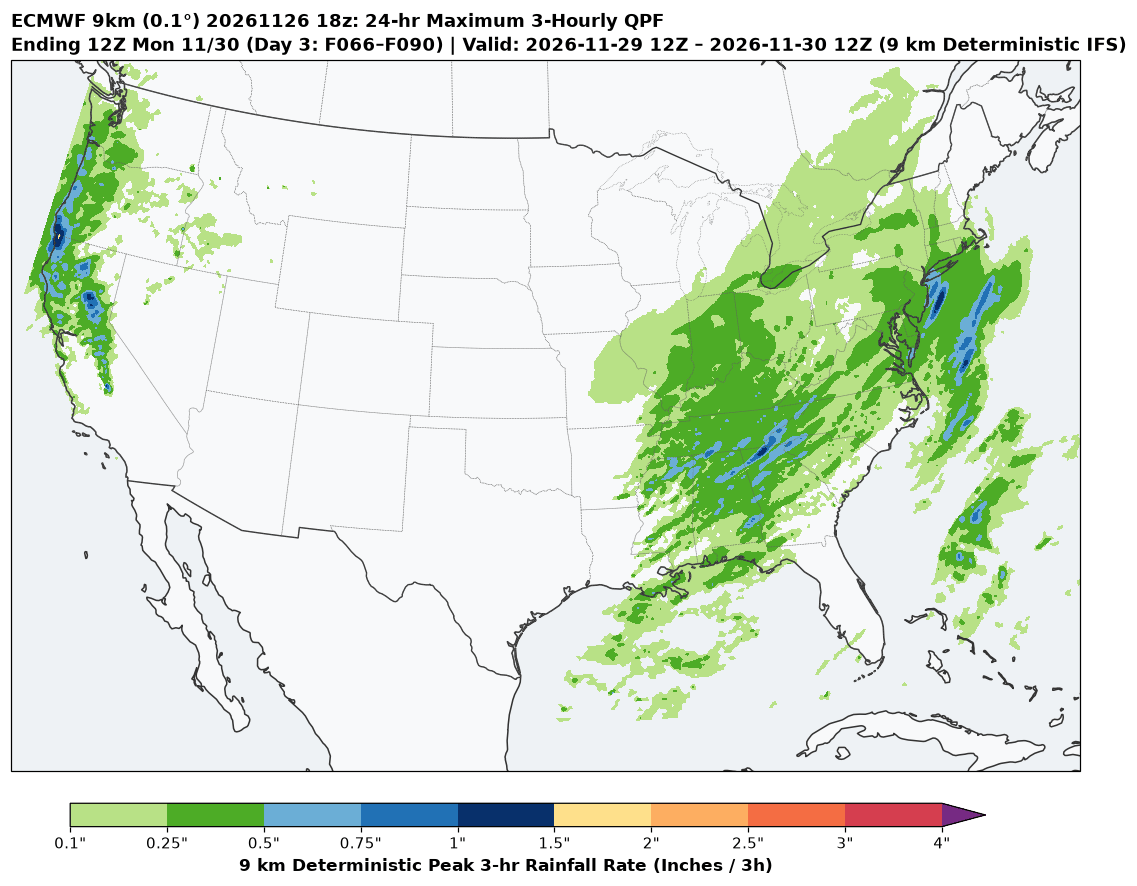 ECMWF 9km (0.1°) 20261126 18z: 24-hr Maximum 3-Hourly QPF
Ending 12Z Mon 11/30 (Day 3: F066–F090) | Valid: 2026-11-29 12Z – 2026-11-30 12Z (9 km Deterministic IFS)
0.1" 0.25" 0.5" 0.75" 1" 1.5" 2" 2.5" 3" 4"
9 km Deterministic Peak 3-hr Rainfall Rate (Inches / 3h)